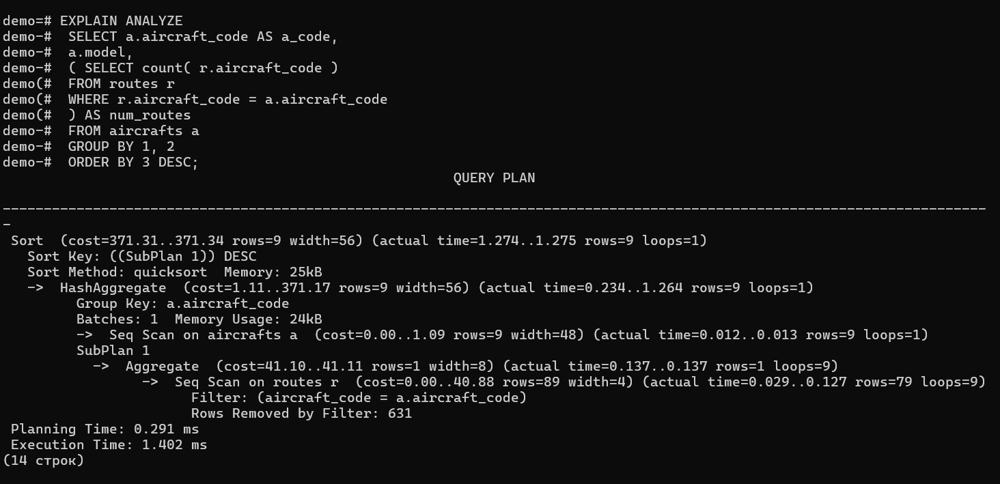 demo=# EXPLAIN ANALYZE
demo-#  SELECT a.aircraft_code AS a_code,
demo-#  a.model,
demo-#  ( SELECT count( r.aircraft_code )
demo(#  FROM routes r
demo(#  WHERE r.aircraft_code = a.aircraft_code
demo(#  ) AS num_routes
demo-#  FROM aircrafts a
demo-#  GROUP BY 1, 2
demo-#  ORDER BY 3 DESC;
QUERY PLAN
------------------------------------------------------------------------------------------------------------------------
-
 Sort  (cost=371.31..371.34 rows=9 width=56) (actual time=1.274..1.275 rows=9 loops=1)
   Sort Key: ((SubPlan 1)) DESC
   Sort Method: quicksort  Memory: 25kB
   ->  HashAggregate  (cost=1.11..371.17 rows=9 width=56) (actual time=0.234..1.264 rows=9 loops=1)
         Group Key: a.aircraft_code
         Batches: 1  Memory Usage: 24kB
         ->  Seq Scan on aircrafts a  (cost=0.00..1.09 rows=9 width=48) (actual time=0.012..0.013 rows=9 loops=1)
         SubPlan 1
           ->  Aggregate  (cost=41.10..41.11 rows=1 width=8) (actual time=0.137..0.137 rows=1 loops=9)
                 ->  Seq Scan on routes r  (cost=0.00..40.88 rows=89 width=4) (actual time=0.029..0.127 rows=79 loops=9)
                       Filter: (aircraft_code = a.aircraft_code)
                       Rows Removed by Filter: 631
 Planning Time: 0.291 ms
 Execution Time: 1.402 ms
(14 строк)